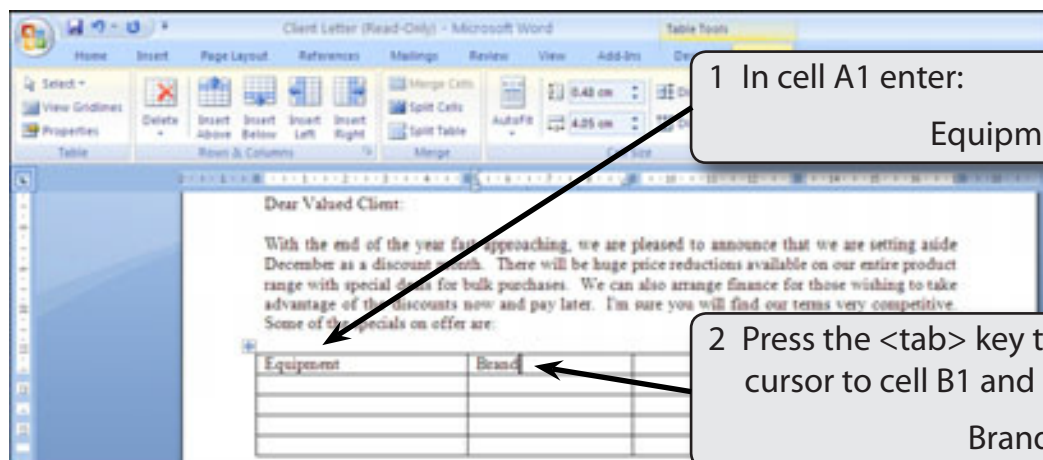 Client Letter (Read-Only) - Microsoft Word
Table Tools
Home Insert Page Layout References Mailings Review View Add-Ins
Select
View Gridlines
Properties
Delete
Insert Above
Insert Below
Insert Left
Insert Right
Merge Cells
Split Cells
Split Table
AutoFit
0.48 cm
4.05 cm
Table
Rows & Columns
Merge
1 In cell A1 enter:
Equipm
Dear Valued Client:
With the end of the year fast approaching, we are pleased to announce that we are setting aside
December as a discount month. There will be huge price reductions available on our entire product
range with special deals for bulk purchases. We can also arrange finance for those wishing to take
advantage of the discounts now and pay later. I'm sure you will find our terms very competitive.
Some of the specials on offer are:
Equipment Brand
2 Press the <tab> key t
cursor to cell B1 and
Brand